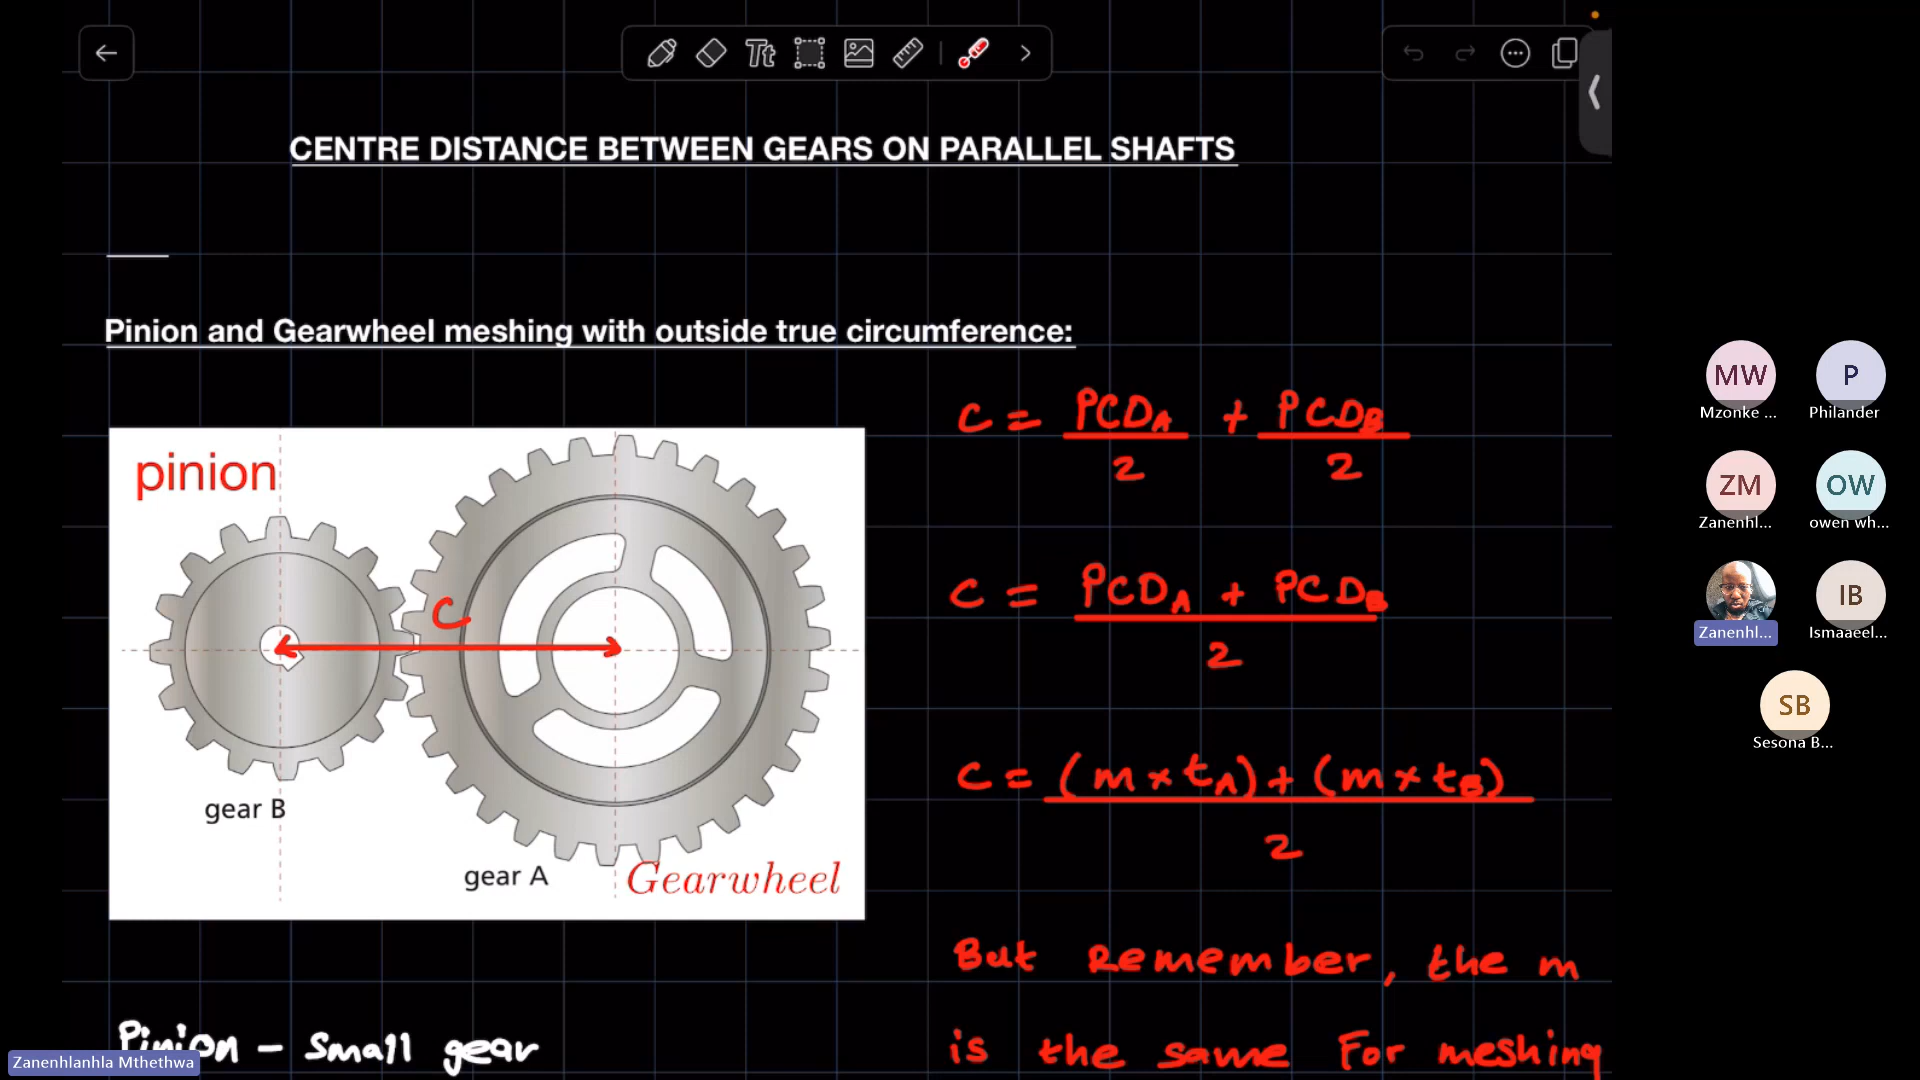 Tt
CENTRE DISTANCE BETWEEN GEARS ON PARALLEL SHAFTS
Pinion and Gearwheel meshing with outside true circumference:
pinion
C
gear B
gear A
Gearwheel
C = PCDA/2 + PCDB/2
C = PCDA + PCDB
2
C = (m × tA) + (m × tB)
2
But Remember, the m
is the same For meshing
Pinion - Small gear
Zanenhlanhla Mthethwa
MW
Mzonke ...
P
Philander
ZM
Zanenhl...
OW
owen wh...
Zanenhl...
IB
Ismaaeel...
SB
Sesona B...